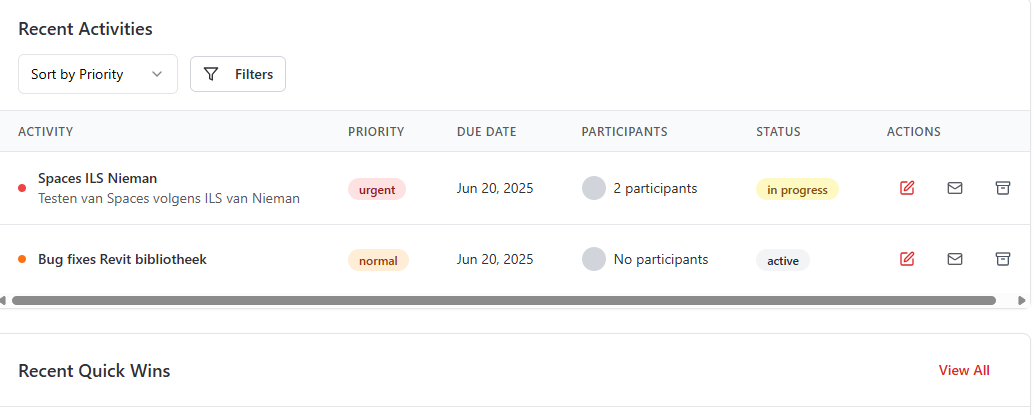 Recent Activities
Sort by Priority Filters
ACTIVITY PRIORITY DUE DATE PARTICIPANTS STATUS ACTIONS
Spaces ILS Nieman
Testen van Spaces volgens ILS van Nieman
urgent Jun 20, 2025 2 participants in progress
Bug fixes Revit bibliotheek normal Jun 20, 2025 No participants active
Recent Quick Wins View All